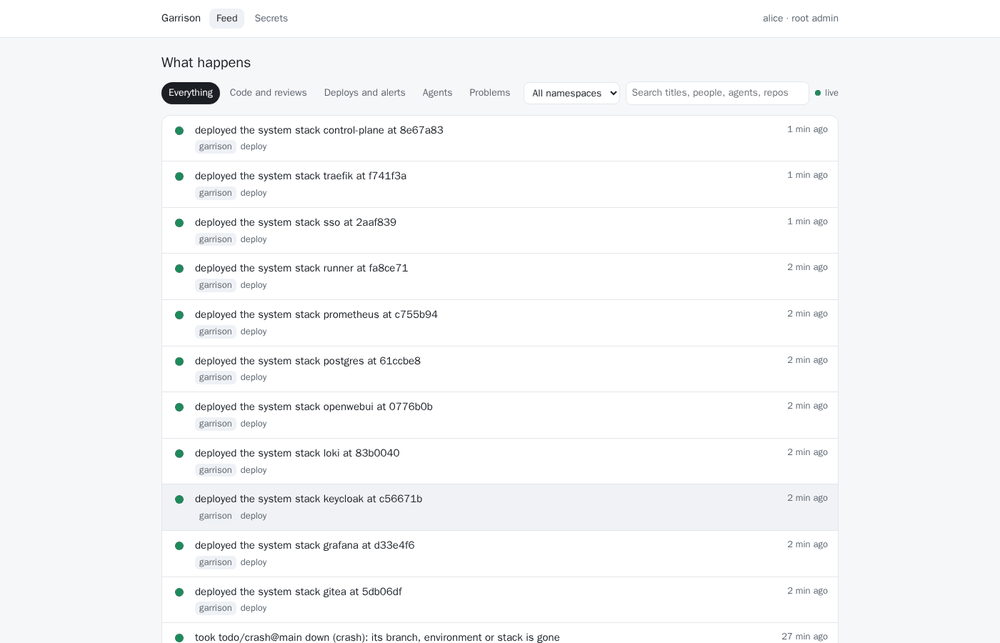 Garrison Feed Secrets alice · root admin
What happens
Everything Code and reviews Deploys and alerts Agents Problems All namespaces Search titles, people, agents, repos live
deployed the system stack control-plane at 8e67a83 1 min ago
garrison deploy
deployed the system stack traefik at f741f3a 1 min ago
garrison deploy
deployed the system stack sso at 2aaf839 1 min ago
garrison deploy
deployed the system stack runner at fa8ce71 2 min ago
garrison deploy
deployed the system stack prometheus at c755b94 2 min ago
garrison deploy
deployed the system stack postgres at 61ccbe8 2 min ago
garrison deploy
deployed the system stack openwebui at 0776b0b 2 min ago
garrison deploy
deployed the system stack loki at 83b0040 2 min ago
garrison deploy
deployed the system stack keycloak at c56671b 2 min ago
garrison deploy
deployed the system stack grafana at d33e4f6 2 min ago
garrison deploy
deployed the system stack gitea at 5db06df 2 min ago
garrison deploy
took todo/crash@main down (crash): its branch, environment or stack is gone 27 min ago